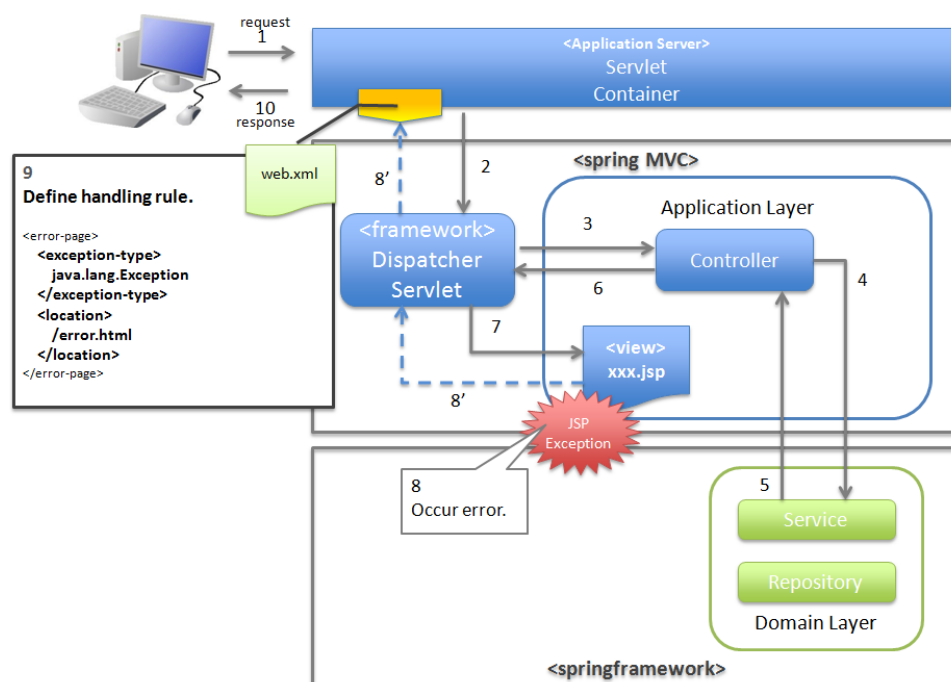 request
1
10
response
<Application Server>
Servlet
Container
web.xml
9
Define handling rule.
<error-page>
<exception-type>
java.lang.Exception
</exception-type>
<location>
/error.html
</location>
</error-page>
8’
2
<spring MVC>
Application Layer
<framework>
Dispatcher
Servlet
3
6
Controller
4
7
<view>
xxx.jsp
8’
JSP
Exception
8
Occur error.
5
Service
Repository
Domain Layer
<springframework>